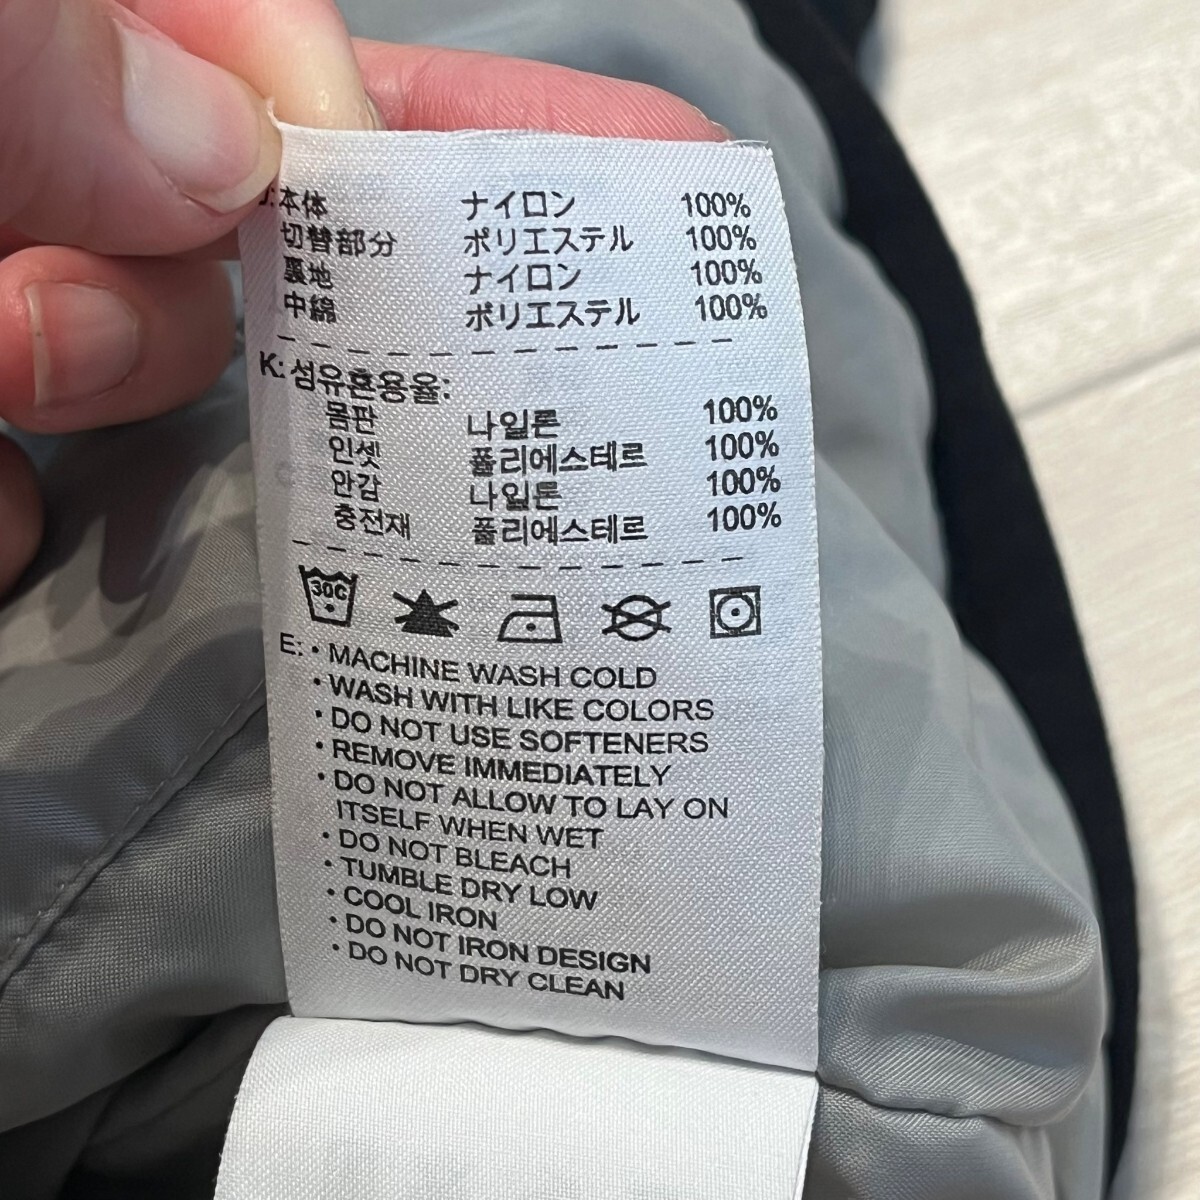 J: 本体 ナイロン 100%
切替部分 ポリエステル 100%
裏地 ナイロン 100%
中綿 ポリエステル 100%
K: 섬유혼용율:
몸판 나일론 100%
인셋 폴리에스테르 100%
안감 나일론 100%
충전재 폴리에스테르 100%
30C
E: • MACHINE WASH COLD
• WASH WITH LIKE COLORS
• DO NOT USE SOFTENERS
• REMOVE IMMEDIATELY
• DO NOT ALLOW TO LAY ON
ITSELF WHEN WET
• DO NOT BLEACH
• TUMBLE DRY LOW
• COOL IRON
• DO NOT IRON DESIGN
• DO NOT DRY CLEAN